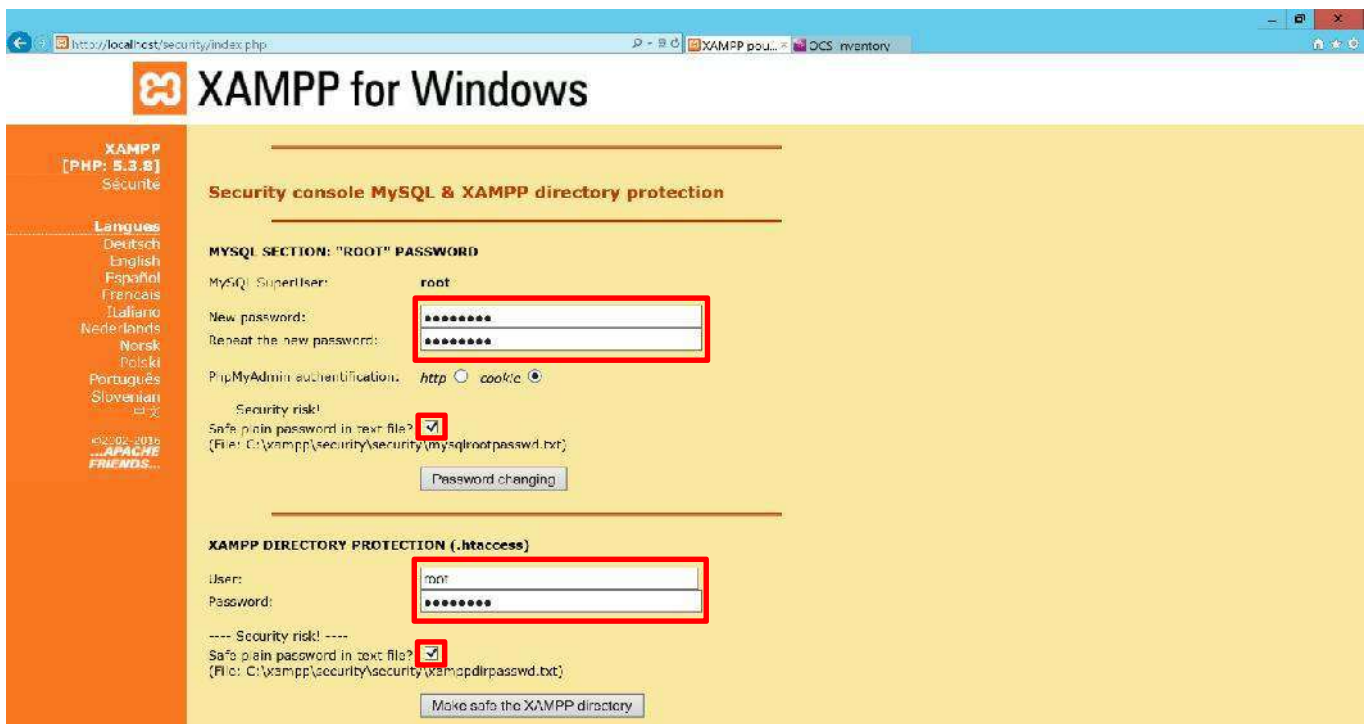 http://localhost/security/index.php
XAMPP pou...
OCS Inventory
XAMPP for Windows
XAMPP
[PHP: 5.3.8]
Sécurité
Langues
Deutsch
English
Español
Francais
Italiano
Nederlands
Norsk
Polski
Português
Slovenian
中文
©2002-2016
...APACHE
FRIENDS...
Security console MySQL & XAMPP directory protection
MYSQL SECTION: "ROOT" PASSWORD
MySQL SuperUser: root
New password: ●●●●●●●●
Repeat the new password: ●●●●●●●●
PhpMyAdmin authentification: http cookie
Security risk!
Safe plain password in text file?
(File: C:\xampp\security\security\mysqlrootpasswd.txt)
Password changing
XAMPP DIRECTORY PROTECTION (.htaccess)
User: root
Password: ●●●●●●●●
---- Security risk! ----
Safe plain password in text file?
(File: C:\xampp\security\security\xamppdirpasswd.txt)
Make safe the XAMPP directory